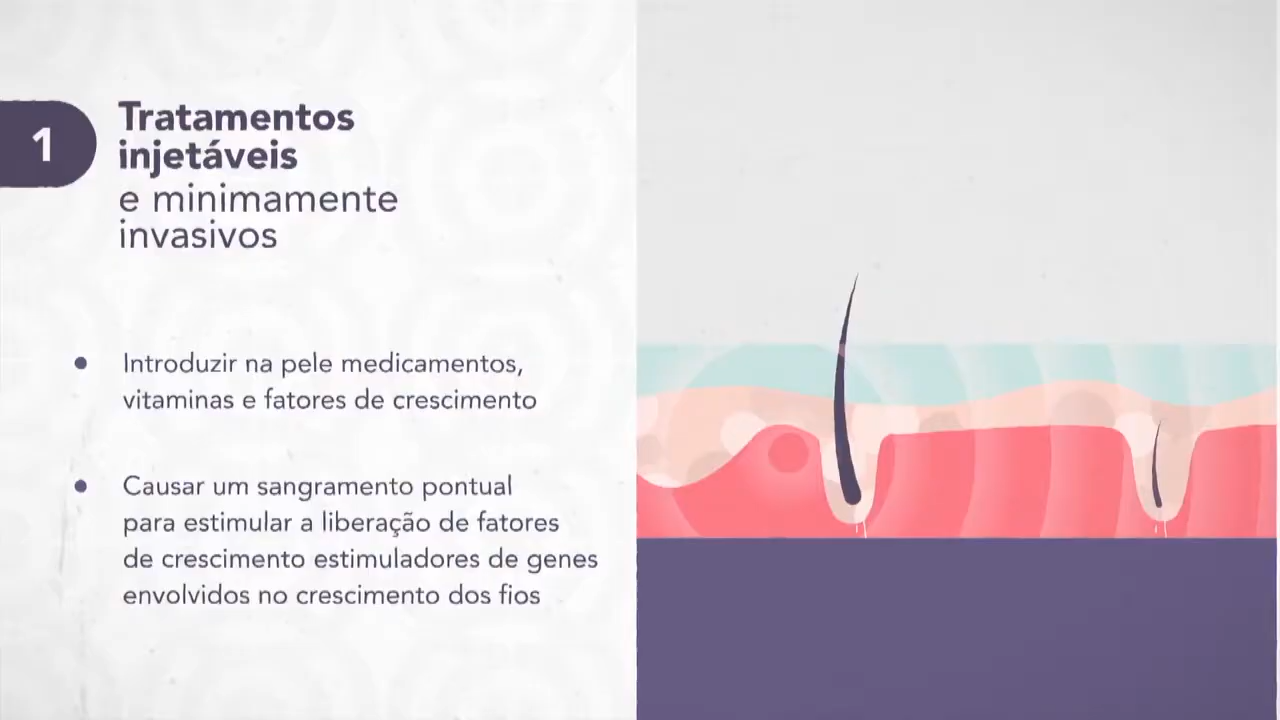 1
Tratamentos
injetáveis
e minimamente
invasivos
Introduzir na pele medicamentos,
vitaminas e fatores de crescimento
Causar um sangramento pontual
para estimular a liberação de fatores
de crescimento estimuladores de genes
envolvidos no crescimento dos fios